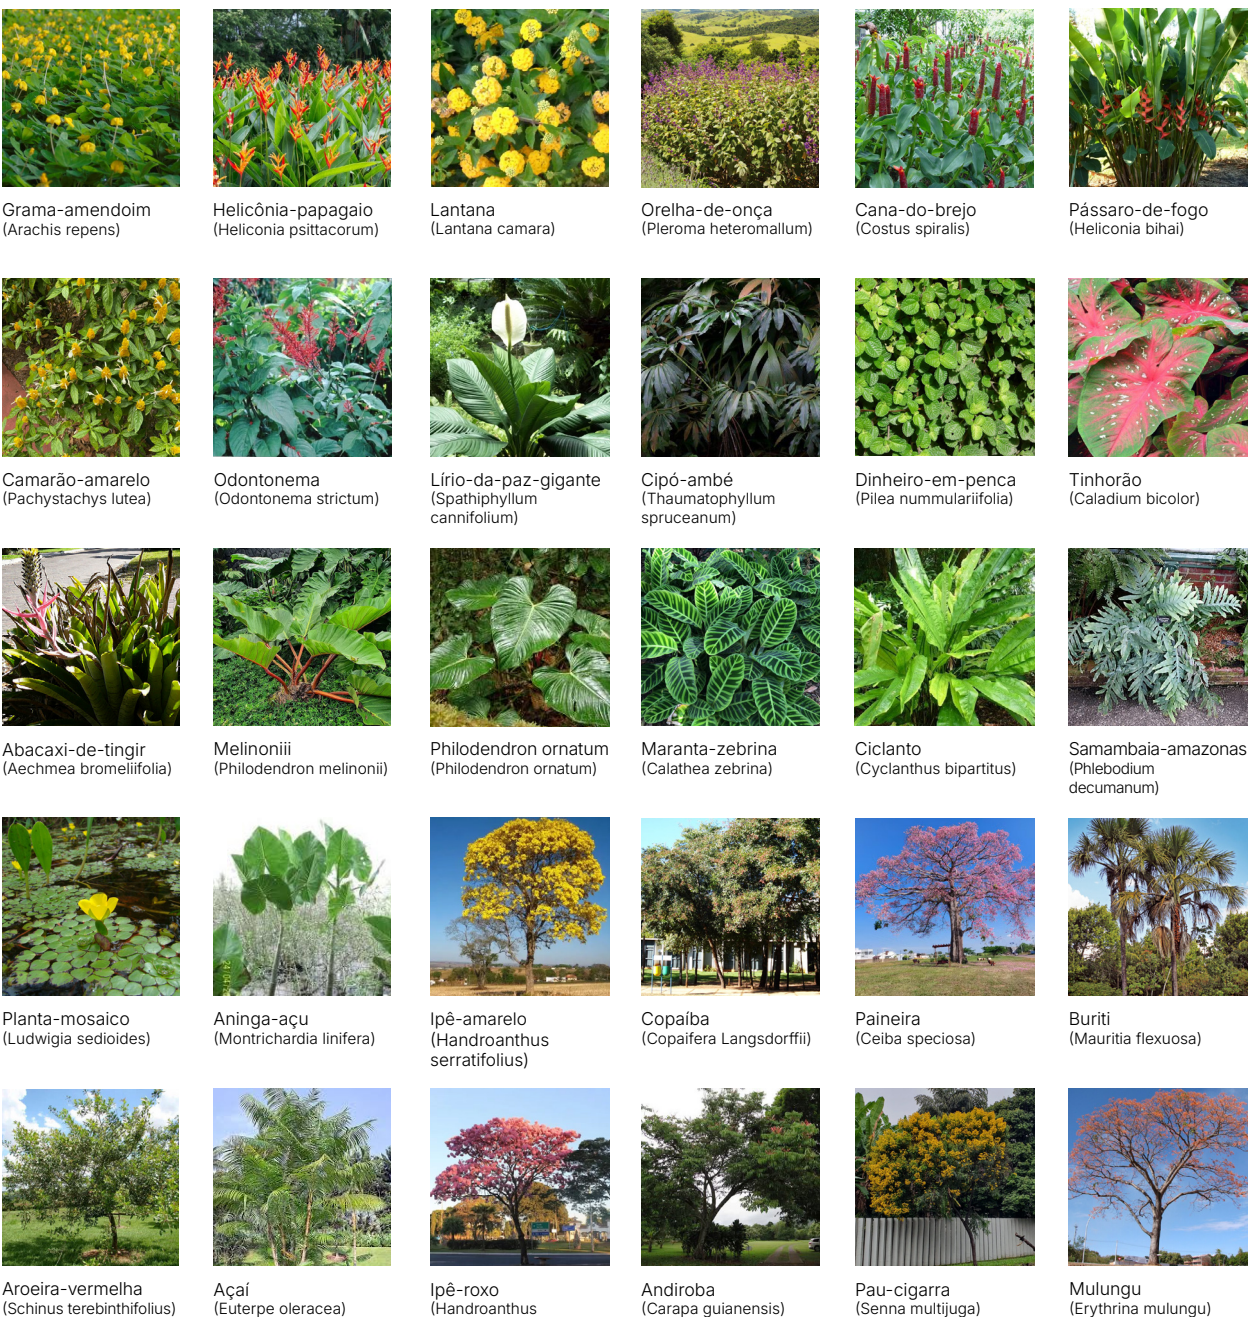 Grama-amendoim
(Arachis repens)
Helicônia-papagaio
(Heliconia psittacorum)
Lantana
(Lantana camara)
Orelha-de-onça
(Pleroma heteromallum)
Cana-do-brejo
(Costus spiralis)
Pássaro-de-fogo
(Heliconia bihai)
Camarão-amarelo
(Pachystachys lutea)
Odontonema
(Odontonema strictum)
Lírio-da-paz-gigante
(Spathiphyllum
cannifolium)
Cipó-ambé
(Thaumatophyllum
spruceanum)
Dinheiro-em-penca
(Pilea nummulariifolia)
Tinhorão
(Caladium bicolor)
Abacaxi-de-tingir
(Aechmea bromeliifolia)
Melinoniii
(Philodendron melinonii)
Philodendron ornatum
(Philodendron ornatum)
Maranta-zebrina
(Calathea zebrina)
Ciclanto
(Cyclanthus bipartitus)
Samambaia-amazonas
(Phlebodium
decumanum)
Planta-mosaico
(Ludwigia sedioides)
Aninga-açu
(Montrichardia linifera)
Ipê-amarelo
(Handroanthus
serratifolius)
Copaíba
(Copaifera Langsdorffii)
Paineira
(Ceiba speciosa)
Buriti
(Mauritia flexuosa)
Aroeira-vermelha
(Schinus terebinthifolius)
Açaí
(Euterpe oleracea)
Ipê-roxo
(Handroanthus
Andiroba
(Carapa guianensis)
Pau-cigarra
(Senna multijuga)
Mulungu
(Erythrina mulungu)